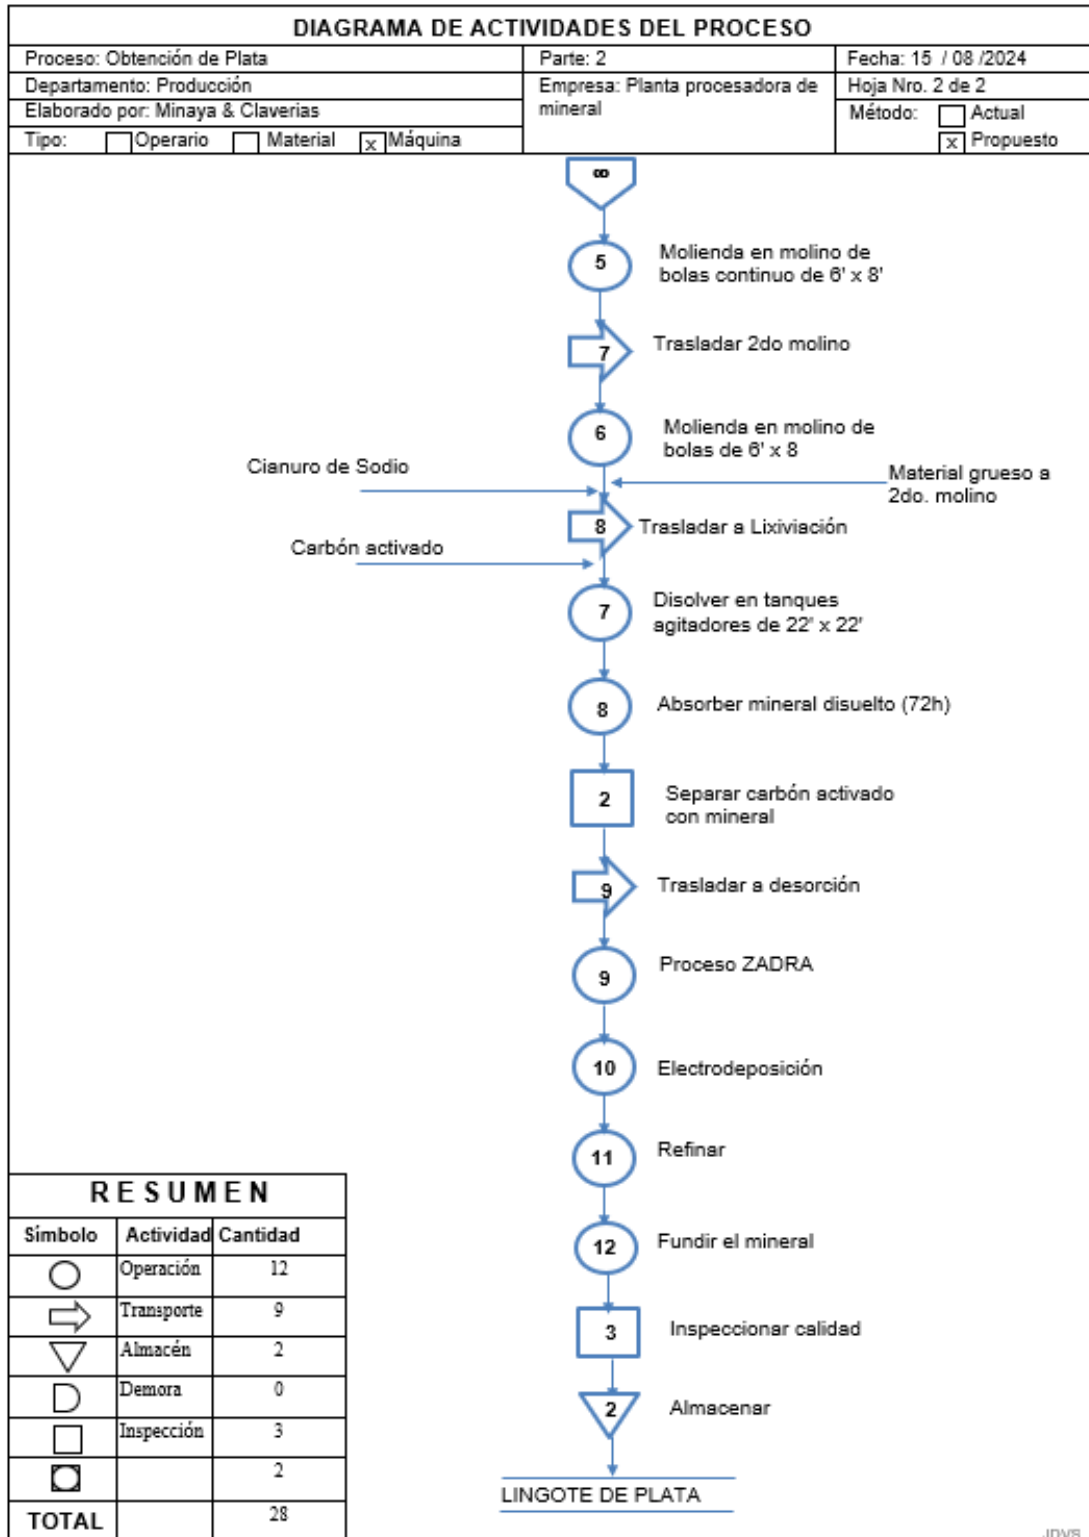 DIAGRAMA DE ACTIVIDADES DEL PROCESO
Proceso: Obtención de Plata
Parte: 2
Fecha: 15 / 08 /2024
Departamento: Producción
Empresa: Planta procesadora de
mineral
Hoja Nro. 2 de 2
Elaborado por: Minaya & Claverias
Método:
Actual
Tipo:
Operario
Material
x Máquina
x Propuesto
∞
5
Molienda en molino de
bolas continuo de 6' x 8'
7
Trasladar 2do molino
6
Molienda en molino de
bolas de 6' x 8
Cianuro de Sodio
Material grueso a
2do. molino
8
Trasladar a Lixiviación
Carbón activado
7
Disolver en tanques
agitadores de 22' x 22'
8
Absorber mineral disuelto (72h)
2
Separar carbón activado
con mineral
9
Trasladar a desorción
9
Proceso ZADRA
10
Electrodeposición
11
Refinar
12
Fundir el mineral
3
Inspeccionar calidad
2
Almacenar
LINGOTE DE PLATA
RESUMEN
Símbolo Actividad Cantidad
Operación 12
Transporte 9
Almacén 2
Demora 0
Inspección 3
2
TOTAL 28